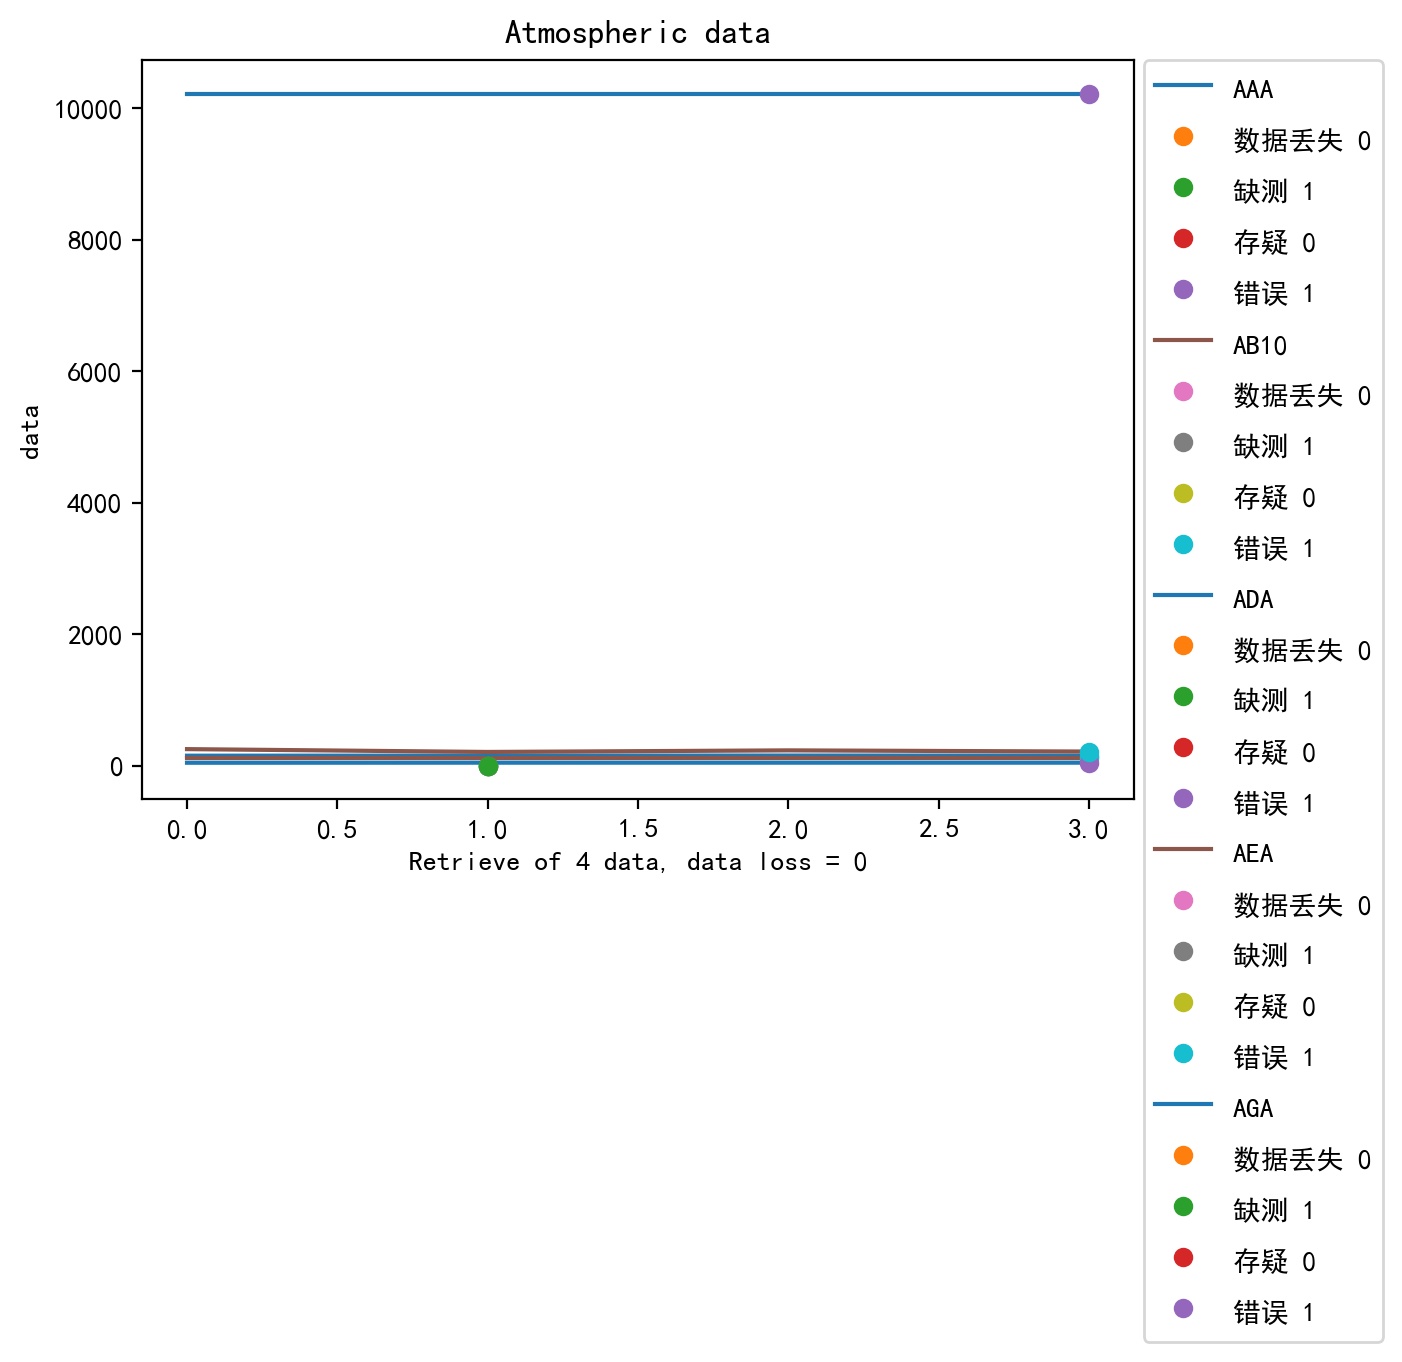 Atmospheric data
10000
8000
6000
4000
2000
0
data
0.0 0.5 1.0 1.5 2.0 2.5 3.0
Retrieve of 4 data, data loss = 0
AAA
数据丢失 0
缺测 1
存疑 0
错误 1
AB10
数据丢失 0
缺测 1
存疑 0
错误 1
ADA
数据丢失 0
缺测 1
存疑 0
错误 1
AEA
数据丢失 0
缺测 1
存疑 0
错误 1
AGA
数据丢失 0
缺测 1
存疑 0
错误 1